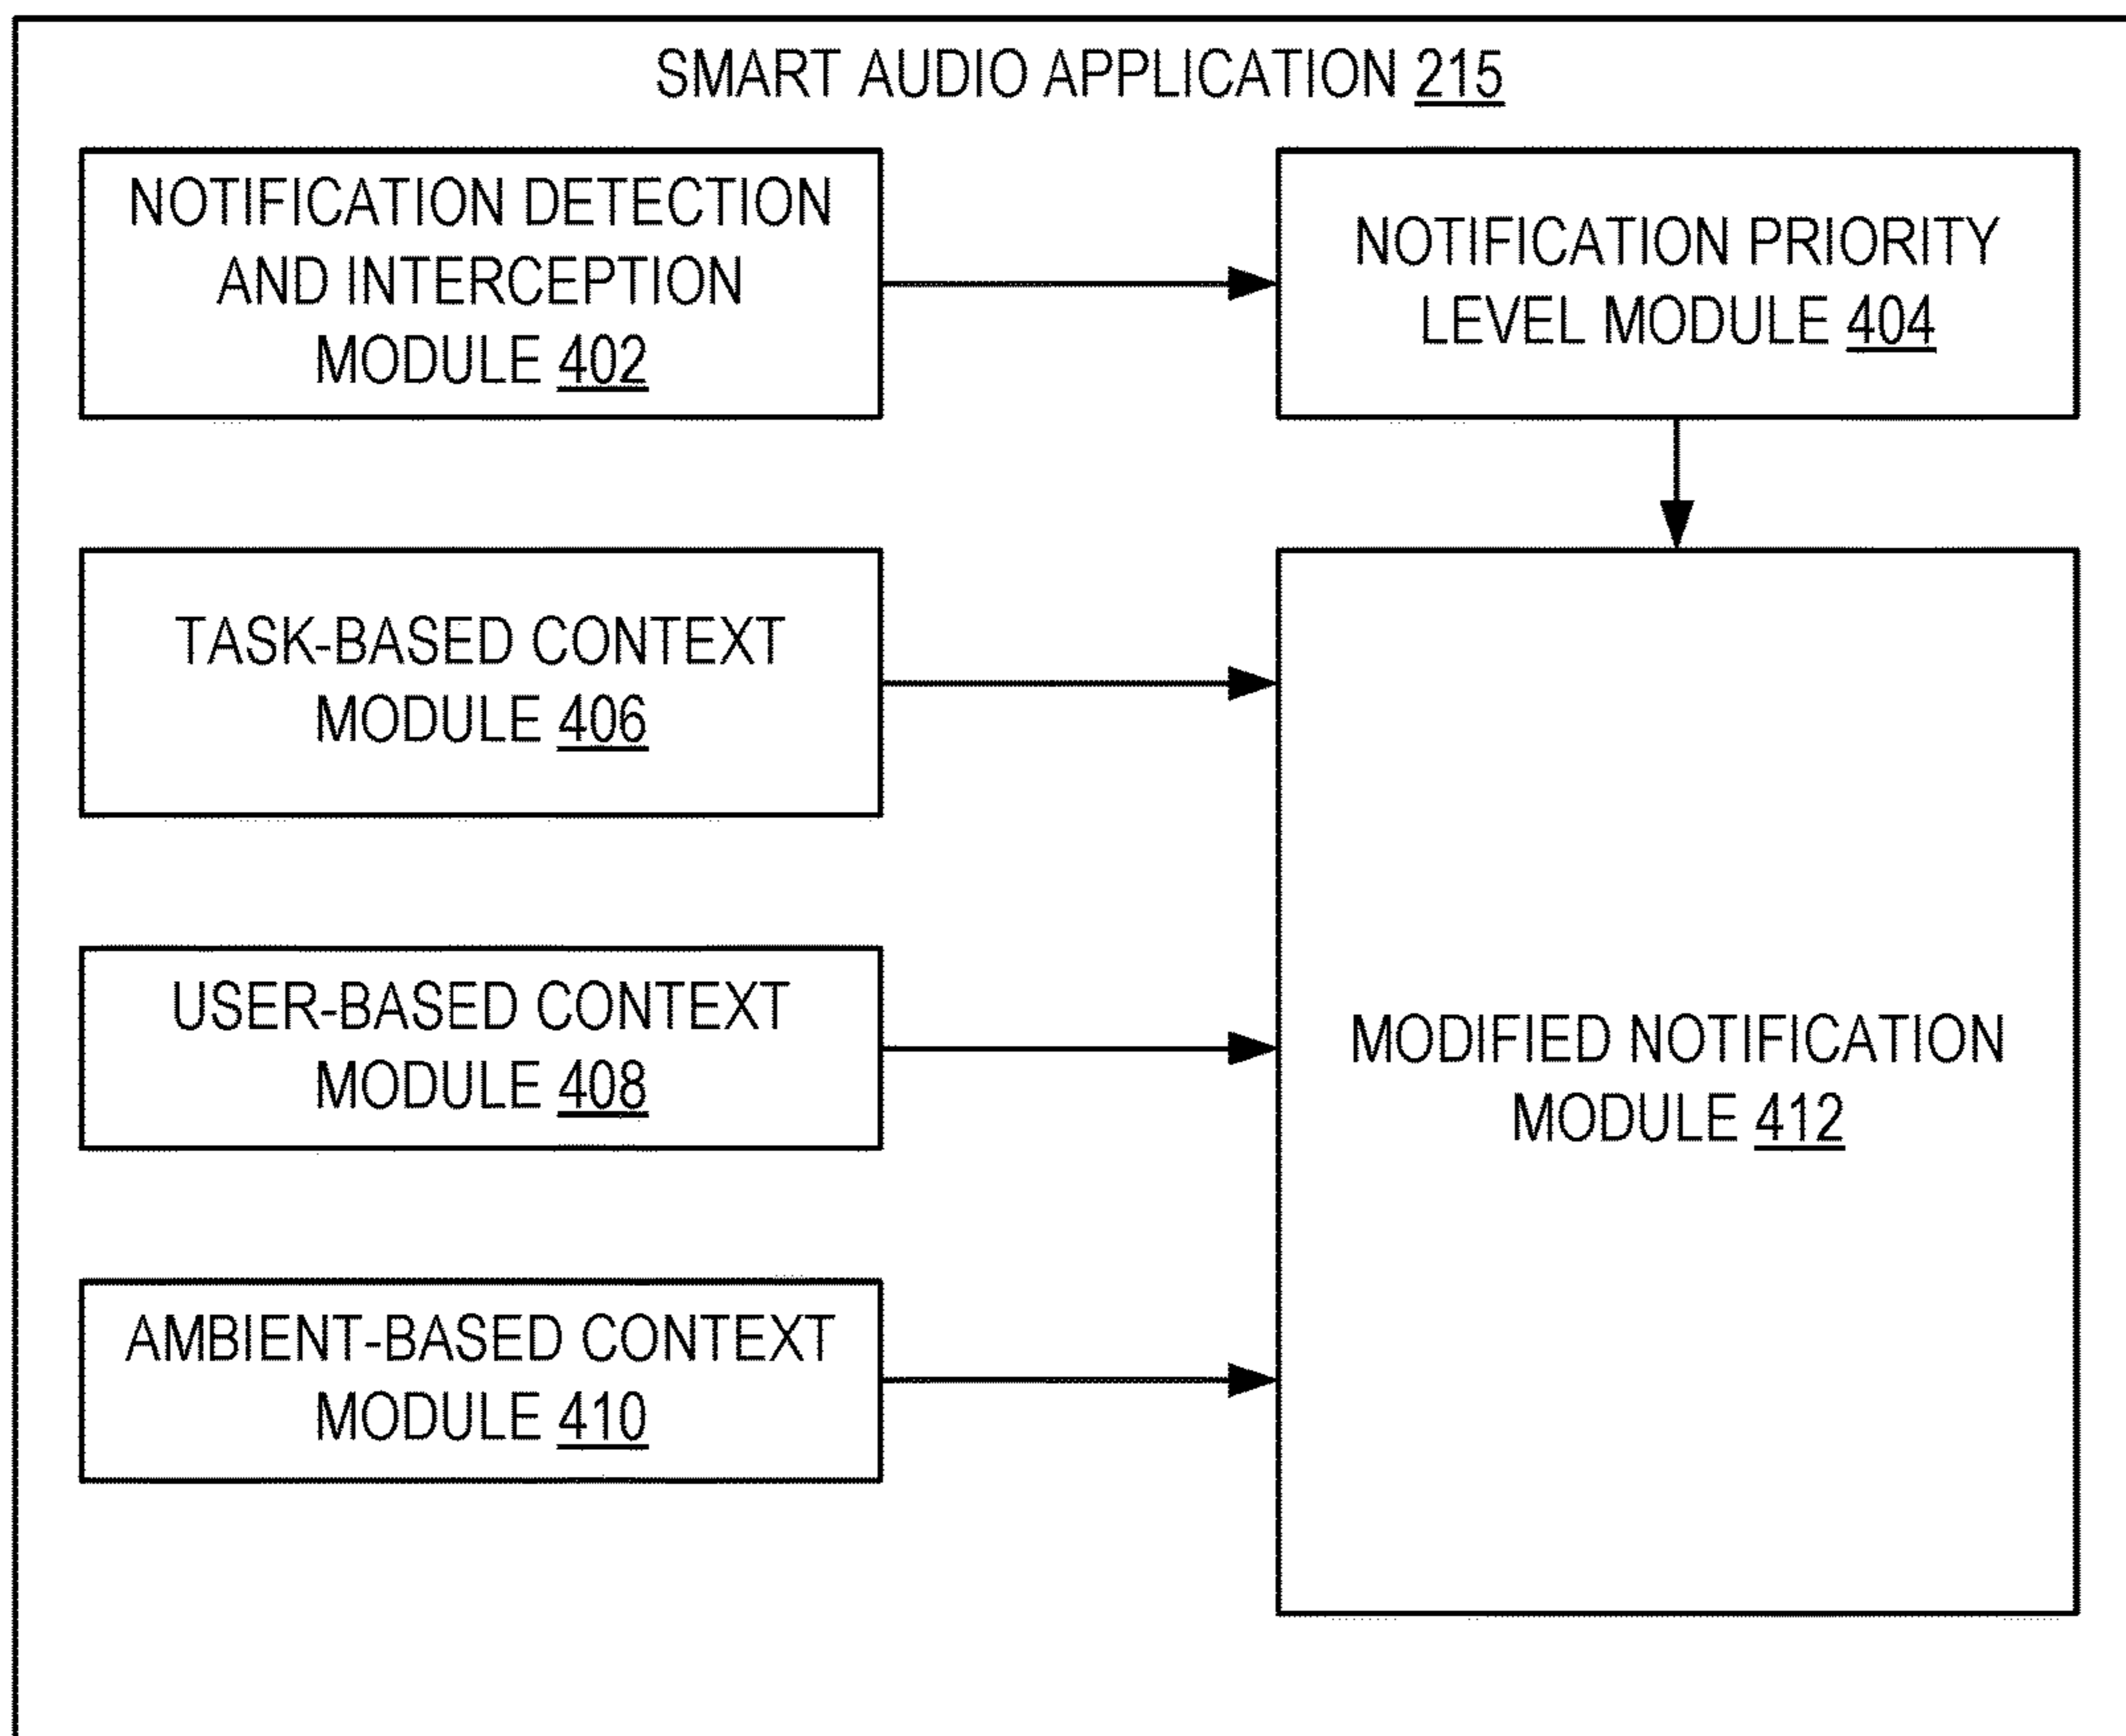 SMART AUDIO APPLICATION 215
NOTIFICATION DETECTION
AND INTERCEPTION
MODULE 402
NOTIFICATION PRIORITY
LEVEL MODULE 404
TASK-BASED CONTEXT
MODULE 406
USER-BASED CONTEXT
MODULE 408
MODIFIED NOTIFICATION
MODULE 412
AMBIENT-BASED CONTEXT
MODULE 410